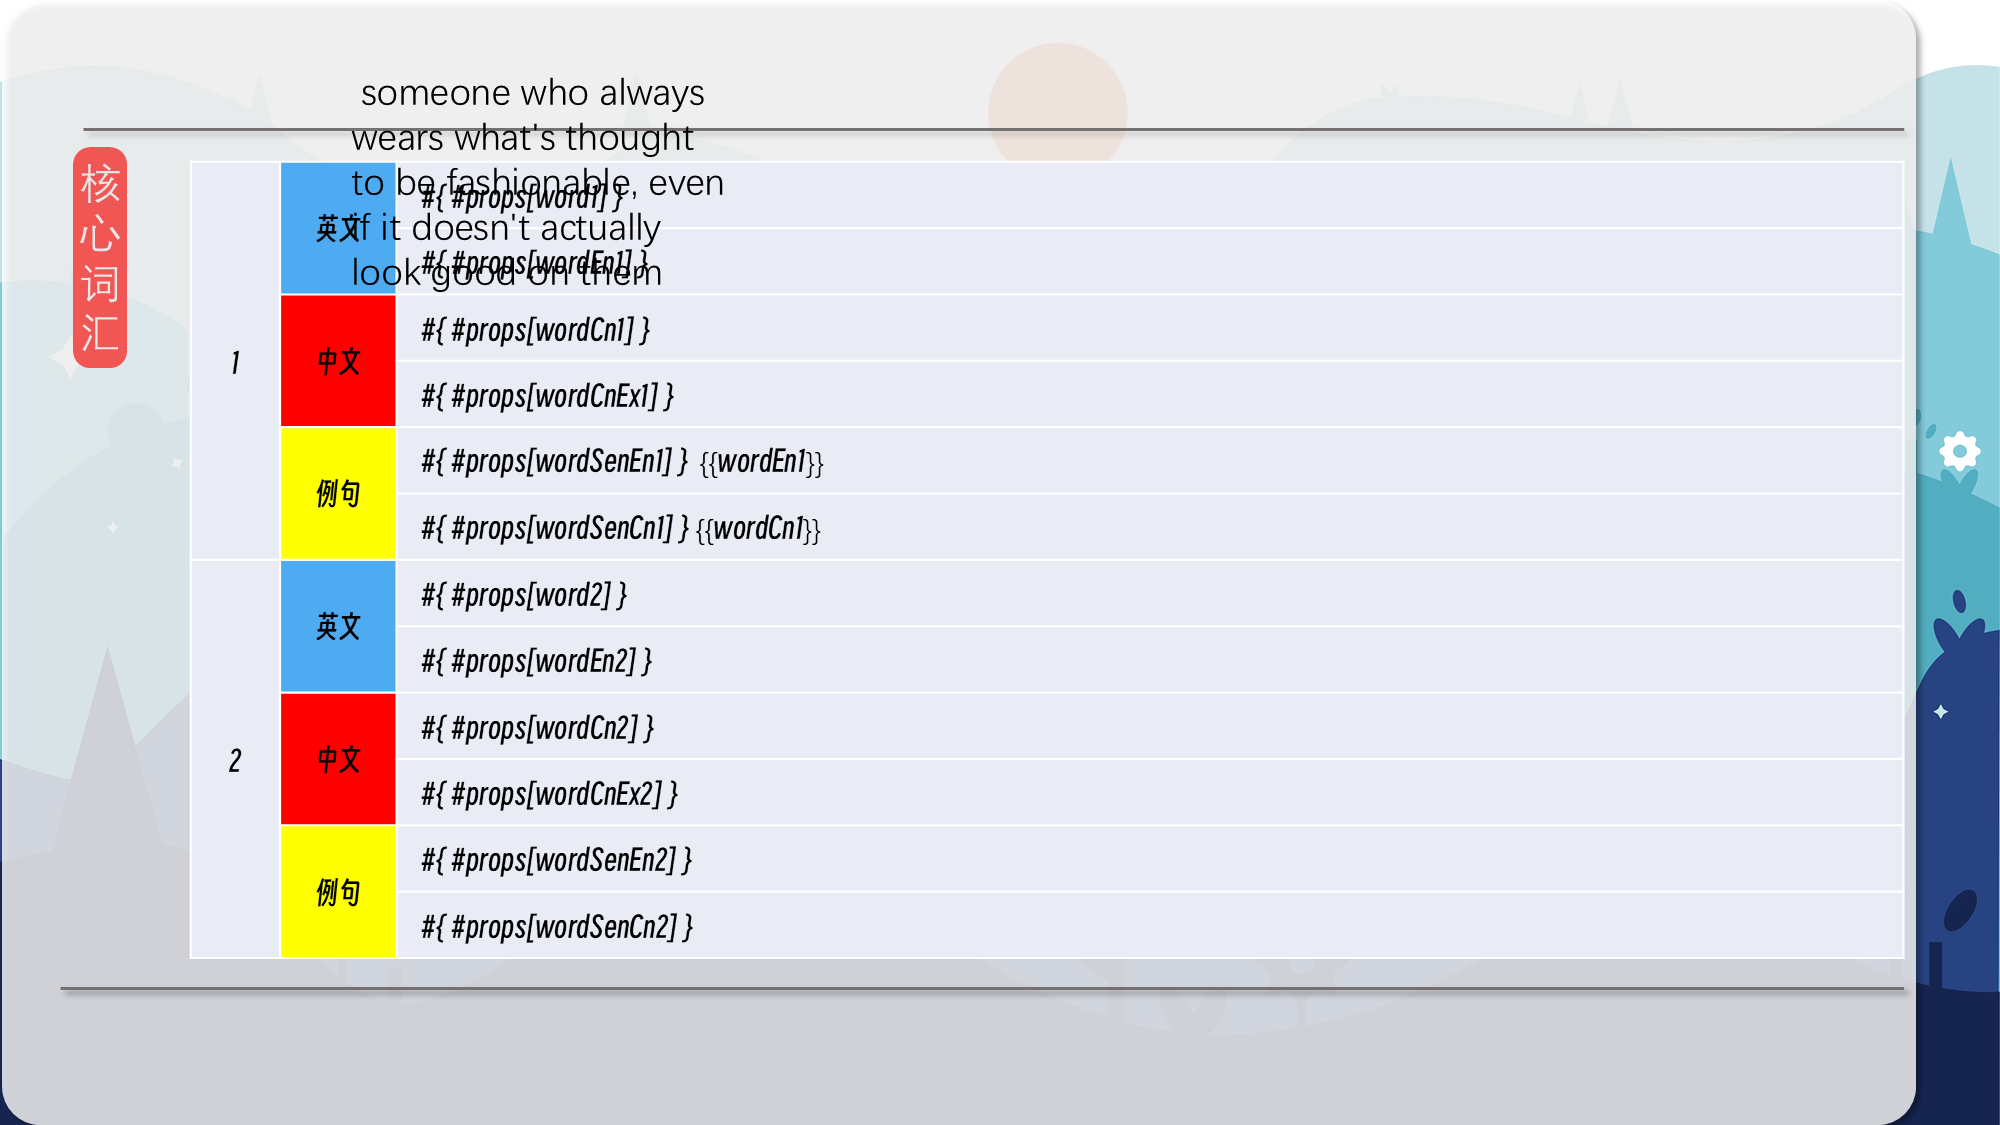 someone who always
wears what's thought
to be fashionable, even
if it doesn't actually
look good on them
核
心
词
汇
1
英文
#{ #props[word1] }
#{ #props[wordEn1] }
中文
#{ #props[wordCn1] }
#{ #props[wordCnEx1] }
例句
#{ #props[wordSenEn1] } {{wordEn1}}
#{ #props[wordSenCn1] } {{wordCn1}}
2
英文
#{ #props[word2] }
#{ #props[wordEn2] }
中文
#{ #props[wordCn2] }
#{ #props[wordCnEx2] }
例句
#{ #props[wordSenEn2] }
#{ #props[wordSenCn2] }